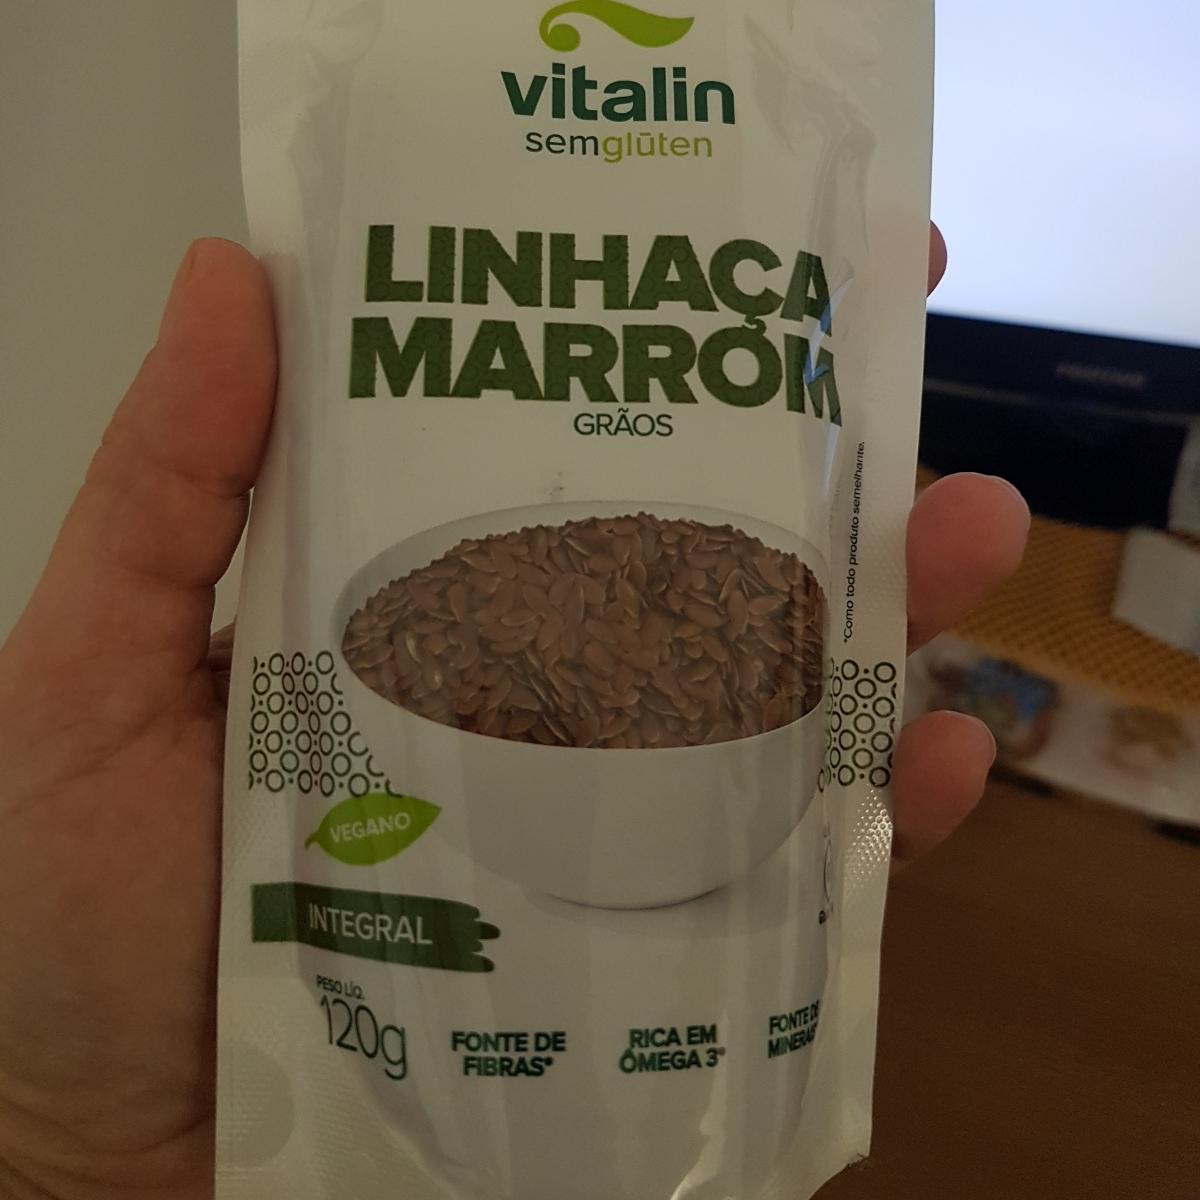 vitalin
semglūten
LINHAÇA
MARROM
GRÃOS
*Como todo produto semelhante.
VEGANO
INTEGRAL
PESO LÍQ.
120g
FONTE DE
FIBRAS*
RICA EM
ÔMEGA 3*
FONTE DE
MINERAIS*